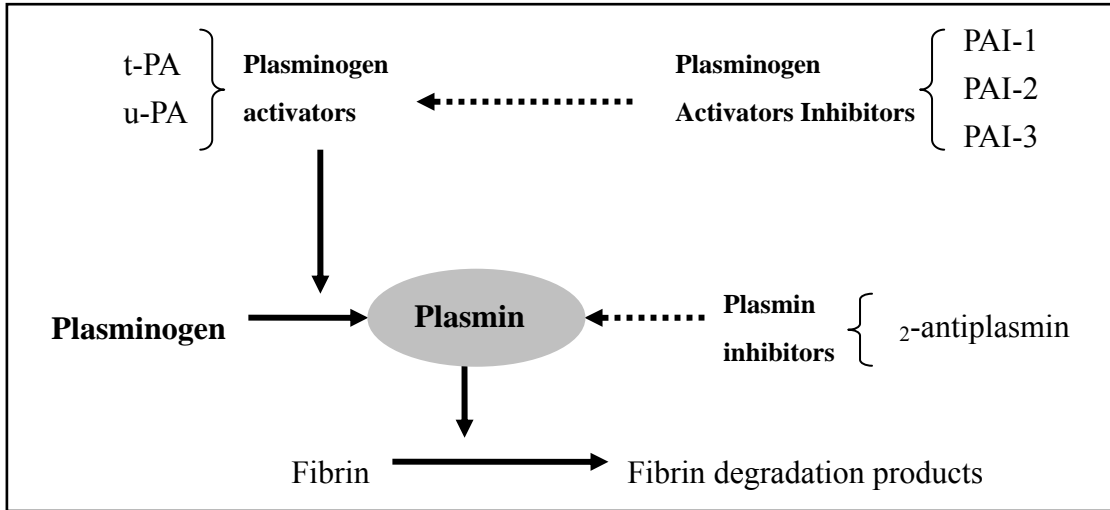 t-PA
u-PA
Plasminogen
activators
Plasminogen
Activators Inhibitors
PAI-1
PAI-2
PAI-3
Plasminogen
Plasmin
Plasmin
inhibitors
₂-antiplasmin
Fibrin
Fibrin degradation products